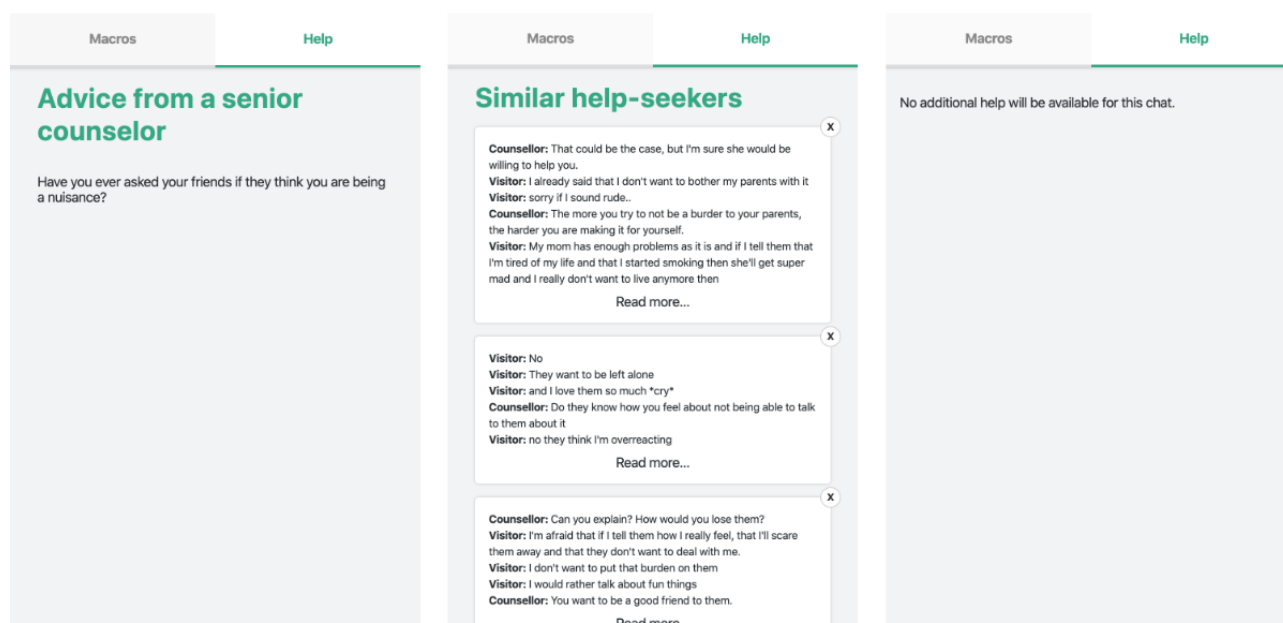 Macros
Help
Advice from a senior
counselor
Have you ever asked your friends if they think you are being
a nuisance?
Macros
Help
Similar help-seekers
X
Counsellor: That could be the case, but I'm sure she would be
willing to help you.
Visitor: I already said that I don't want to bother my parents with it
Visitor: sorry if I sound rude..
Counsellor: The more you try to not be a burder to your parents,
the harder you are making it for yourself.
Visitor: My mom has enough problems as it is and if I tell them that
I'm tired of my life and that I started smoking then she'll get super
mad and I really don't want to live anymore then
Read more...
X
Visitor: No
Visitor: They want to be left alone
Visitor: and I love them so much *cry*
Counsellor: Do they know how you feel about not being able to talk
to them about it
Visitor: no they think I'm overreacting
Read more...
X
Counsellor: Can you explain? How would you lose them?
Visitor: I'm afraid that if I tell them how I really feel, that I'll scare
them away and that they don't want to deal with me.
Visitor: I don't want to put that burden on them
Visitor: I would rather talk about fun things
Counsellor: You want to be a good friend to them.
Read more
Macros
Help
No additional help will be available for this chat.